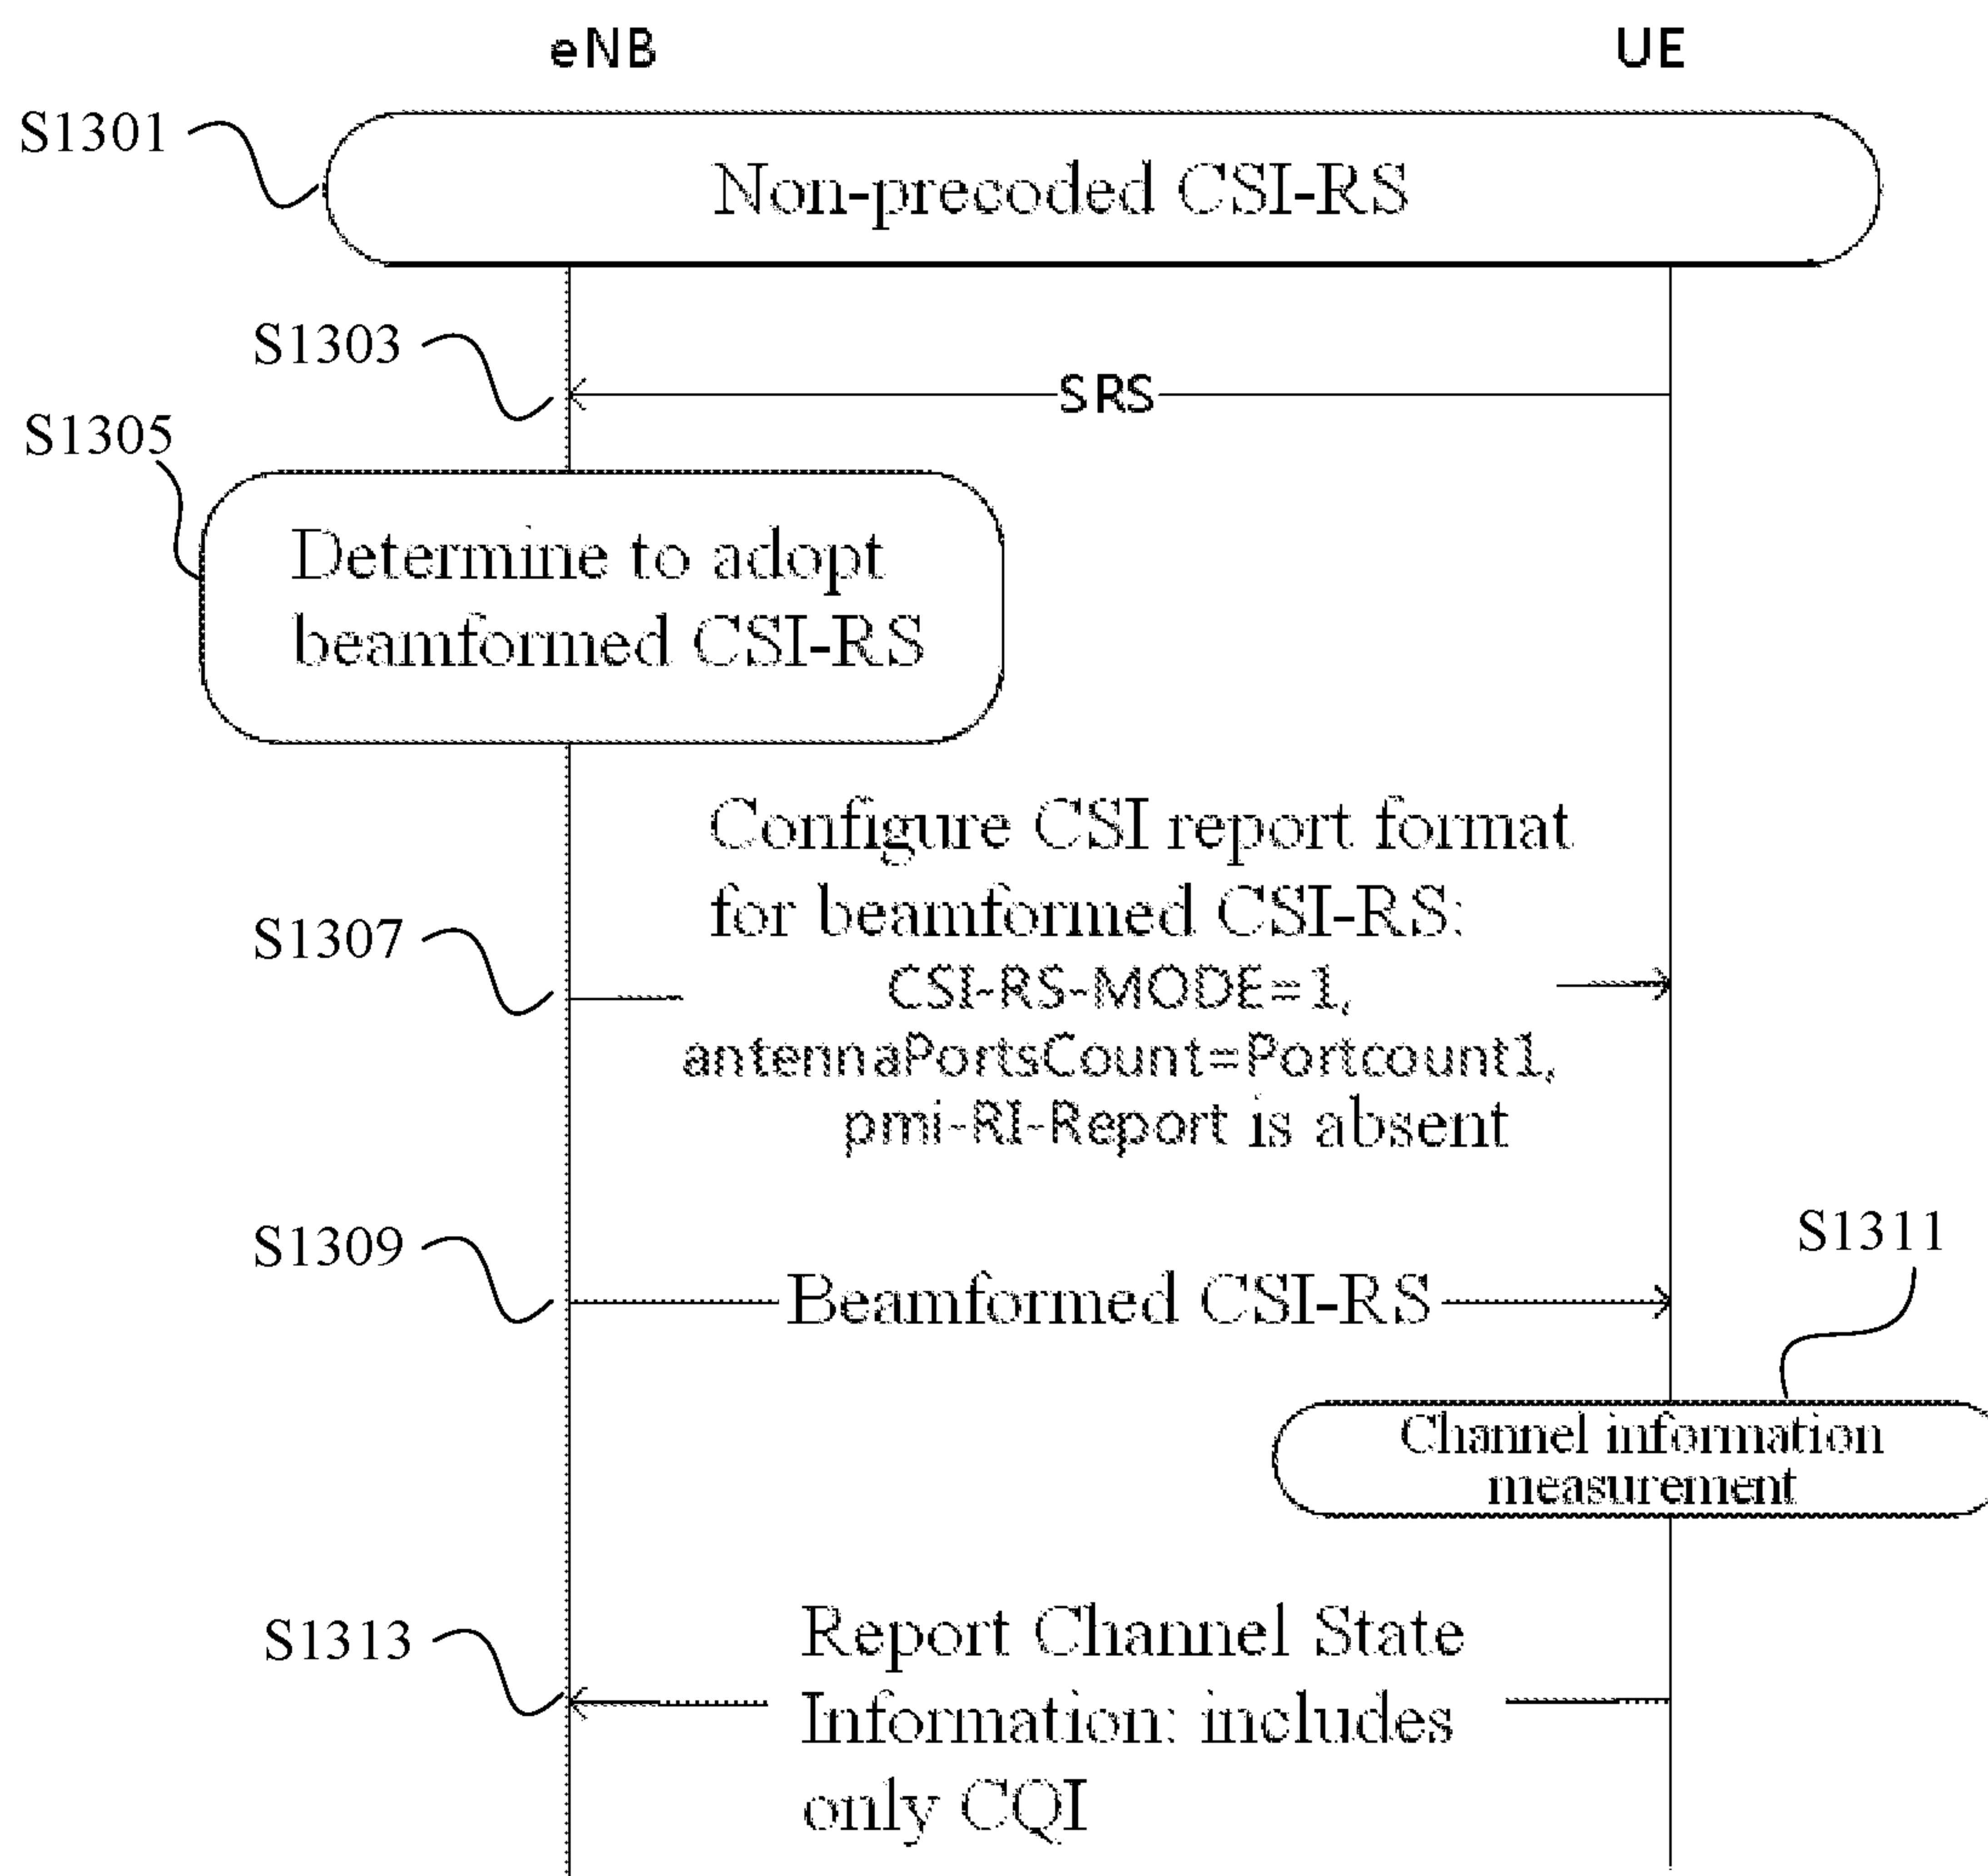 eNB
UE
S1301
Non-precoded CSI-RS
S1303
SRS
S1305
Determine to adopt
beamformed CSI-RS
Configure CSI report format
for beamformed CSI-RS:
S1307
CSI-RS-MODE=1,
antennaPortsCount=Portcount1,
pmi-RI-Report is absent
S1309
Beamformed CSI-RS
S1311
Channel information
measurement
S1313
Report Channel State
Information: includes
only CQI